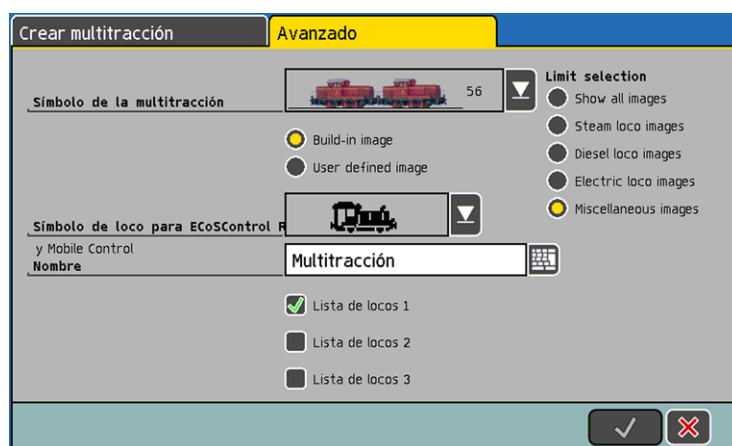 Crear multitracción
Avanzado
Símbolo de la multitracción
56
Build-in image
User defined image
Limit selection
Show all images
Steam loco images
Diesel loco images
Electric loco images
Miscellaneous images
Símbolo de loco para ECoSControl R
y Mobile Control
Nombre
Multitracción
Lista de locos 1
Lista de locos 2
Lista de locos 3